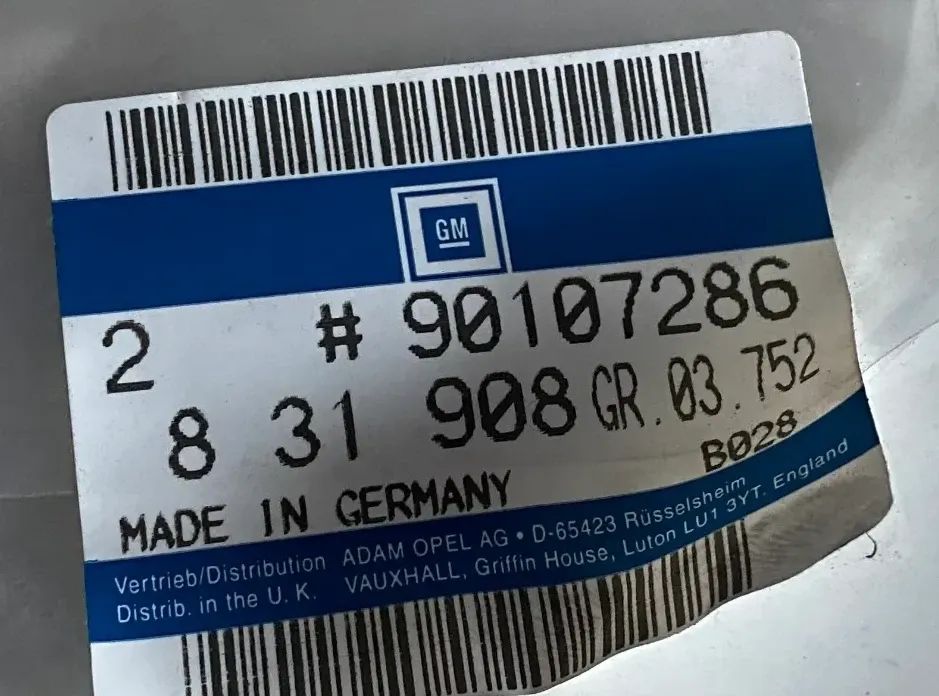 GM
2 # 90107286
8 31 908 GR.03.752
B028
MADE IN GERMANY
Vertrieb/Distribution ADAM OPEL AG • D-65423 Rüsselsheim
Distrib. in the U. K. VAUXHALL, Griffin House, Luton LU1 3YT. England